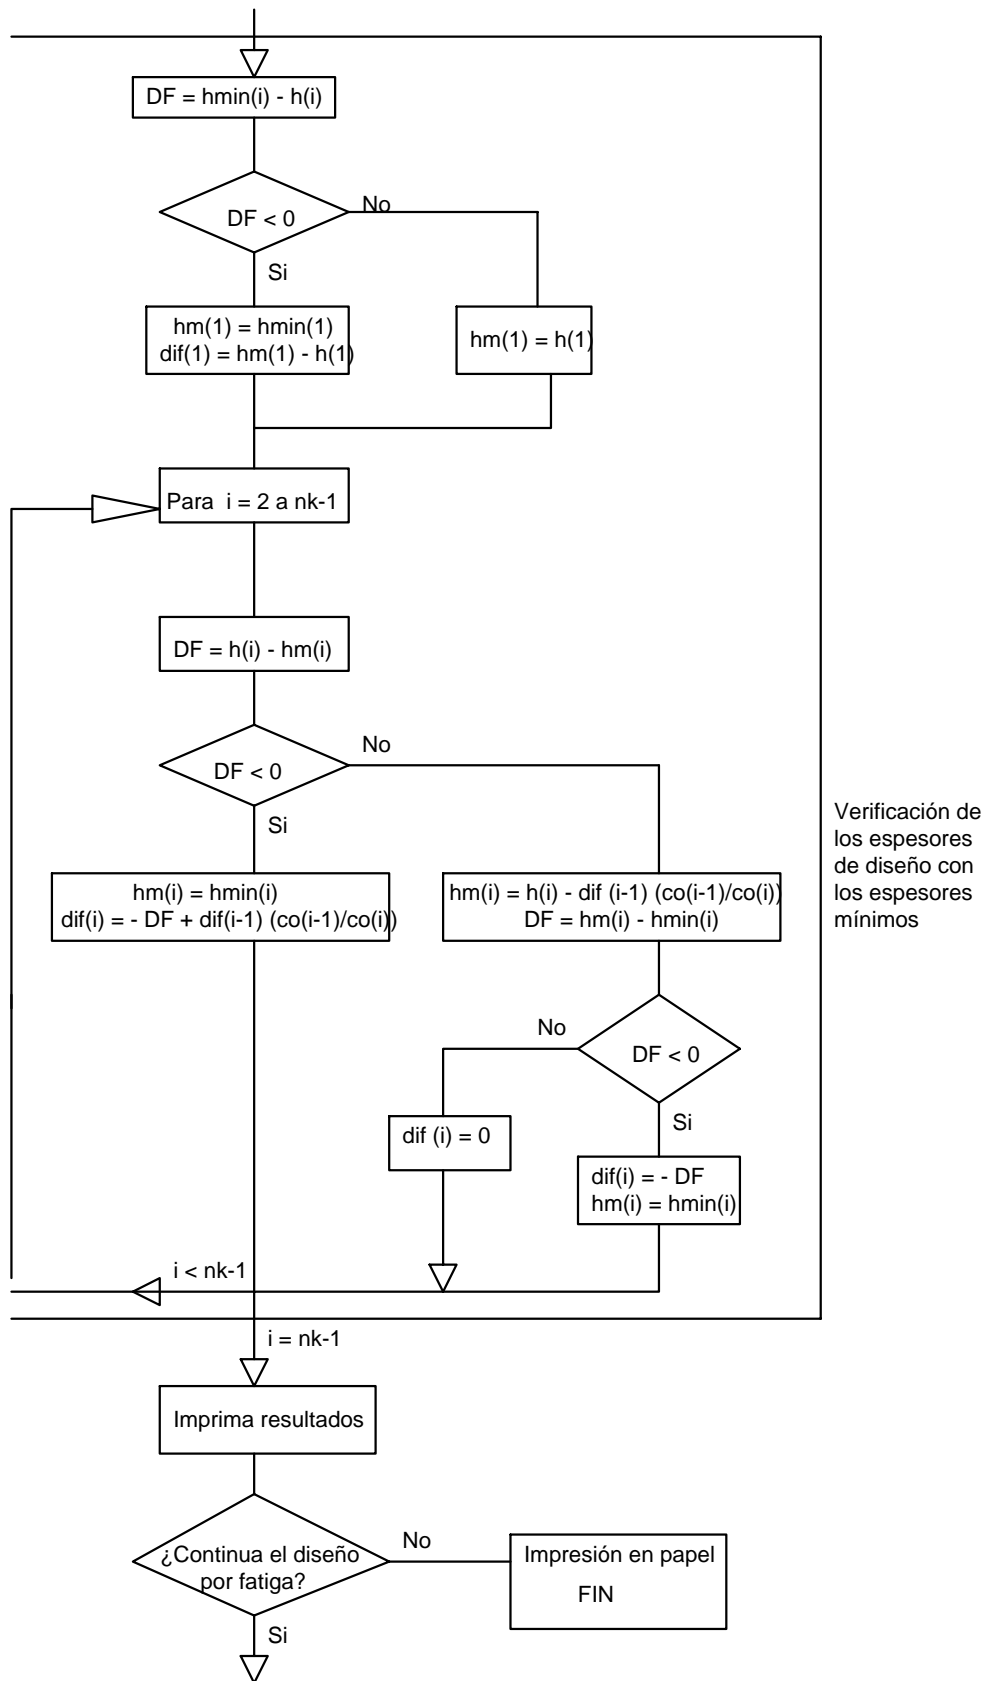 DF = hmin(i) - h(i)
DF < 0
No
Si
hm(1) = hmin(1)
dif(1) = hm(1) - h(1)
hm(1) = h(1)
Para i = 2 a nk-1
DF = h(i) - hm(i)
DF < 0
No
Si
hm(i) = hmin(i)
dif(i) = - DF + dif(i-1) (co(i-1)/co(i))
hm(i) = h(i) - dif (i-1) (co(i-1)/co(i))
DF = hm(i) - hmin(i)
Verificación de
los espesores
de diseño con
los espesores
mínimos
DF < 0
No
Si
dif (i) = 0
dif(i) = - DF
hm(i) = hmin(i)
i < nk-1
i = nk-1
Imprima resultados
¿Continua el diseño
por fatiga?
No
Si
Impresión en papel
FIN